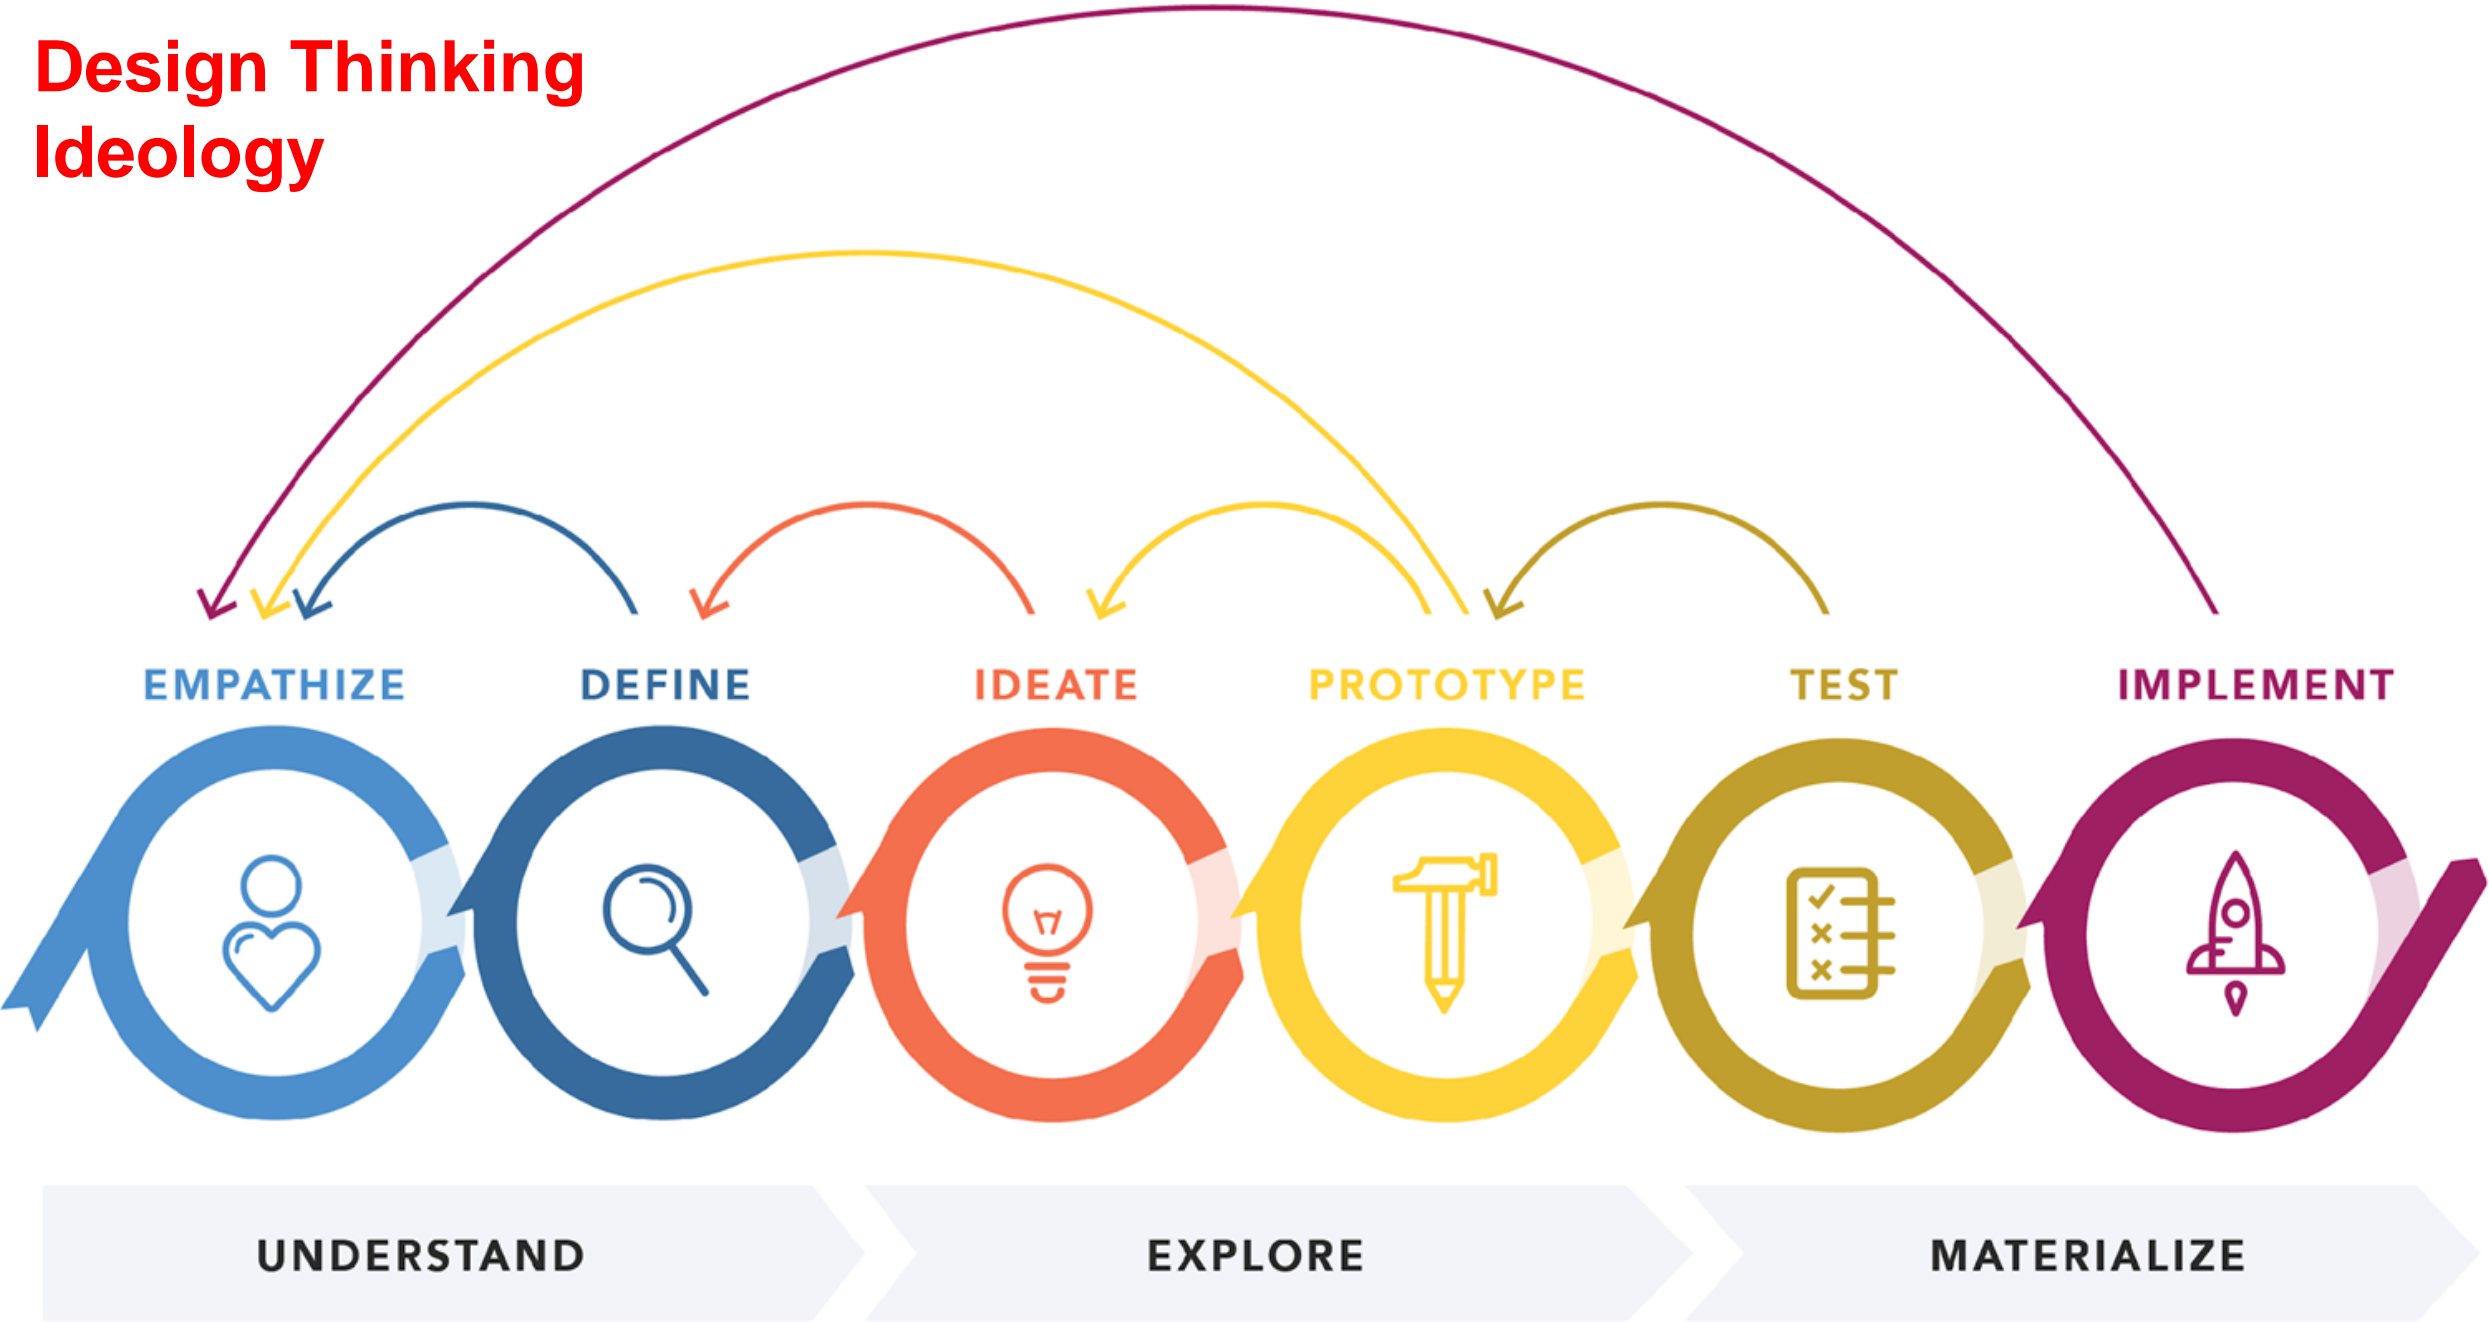 Design Thinking
Ideology
EMPATHIZE
DEFINE
IDEATE
PROTOTYPE
TEST
IMPLEMENT
UNDERSTAND
EXPLORE
MATERIALIZE